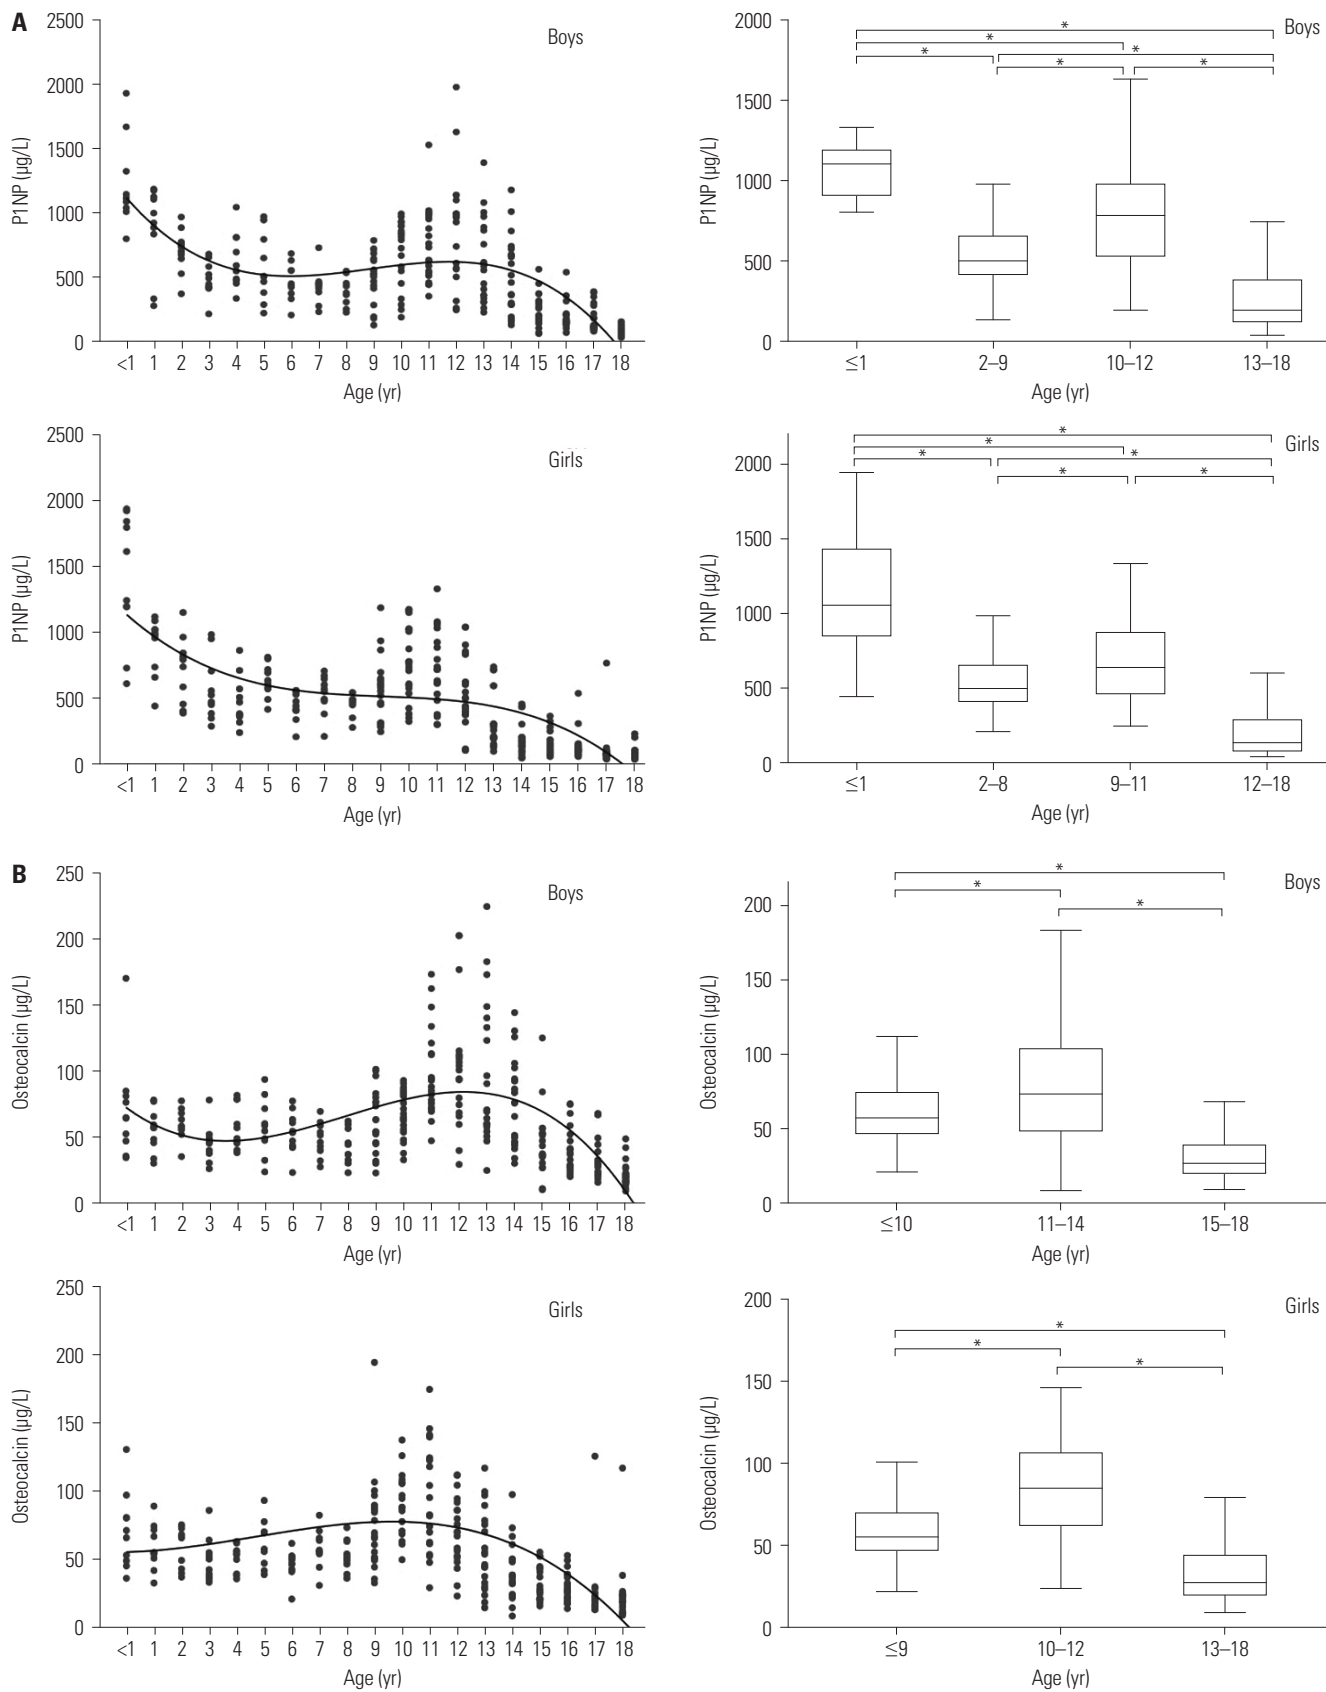 A
Boys
P1NP (µg/L)
2500
2000
1500
1000
500
0
<1 1 2 3 4 5 6 7 8 9 10 11 12 13 14 15 16 17 18
Age (yr)
Boys
P1NP (µg/L)
2000
1500
1000
500
0
* * * * * *
≤1 2–9 10–12 13–18
Age (yr)
Girls
P1NP (µg/L)
2500
2000
1500
1000
500
0
<1 1 2 3 4 5 6 7 8 9 10 11 12 13 14 15 16 17 18
Age (yr)
Girls
P1NP (µg/L)
2000
1500
1000
500
0
* * * * * *
≤1 2–8 9–11 12–18
Age (yr)
B
Boys
Osteocalcin (µg/L)
250
200
150
100
50
0
<1 1 2 3 4 5 6 7 8 9 10 11 12 13 14 15 16 17 18
Age (yr)
Boys
Osteocalcin (µg/L)
200
150
100
50
0
* * *
≤10 11–14 15–18
Age (yr)
Girls
Osteocalcin (µg/L)
250
200
150
100
50
0
<1 1 2 3 4 5 6 7 8 9 10 11 12 13 14 15 16 17 18
Age (yr)
Girls
Osteocalcin (µg/L)
200
150
100
50
0
* * *
≤9 10–12 13–18
Age (yr)